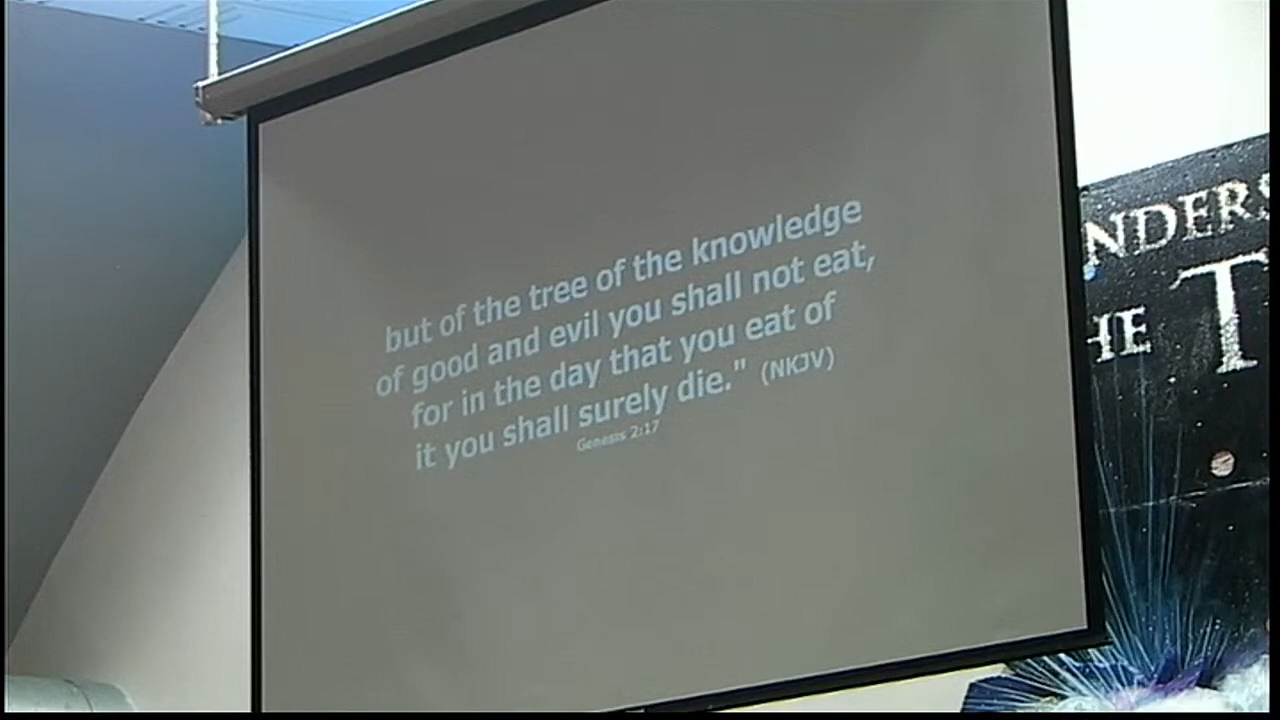 but of the tree of the knowledge
of good and evil you shall not eat,
for in the day that you eat of
it you shall surely die." (NKJV)
Genesis 2:17
NDERS
HE T